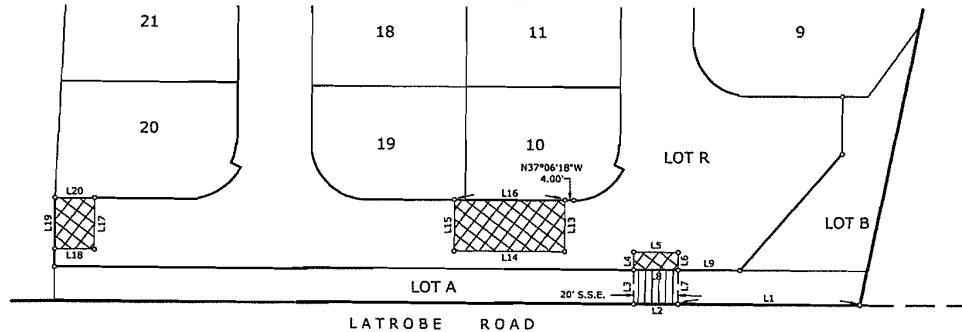 21
18
11
9
20
19
10
N37°06'18"W
4.00'
LOT R
L20
L16
L19
L17
L15
L13
LOT B
L18
L14
L5
L4
L6
L8
L9
LOT A
20' S.S.E.
L3
L7
L1
L2
LATROBE ROAD